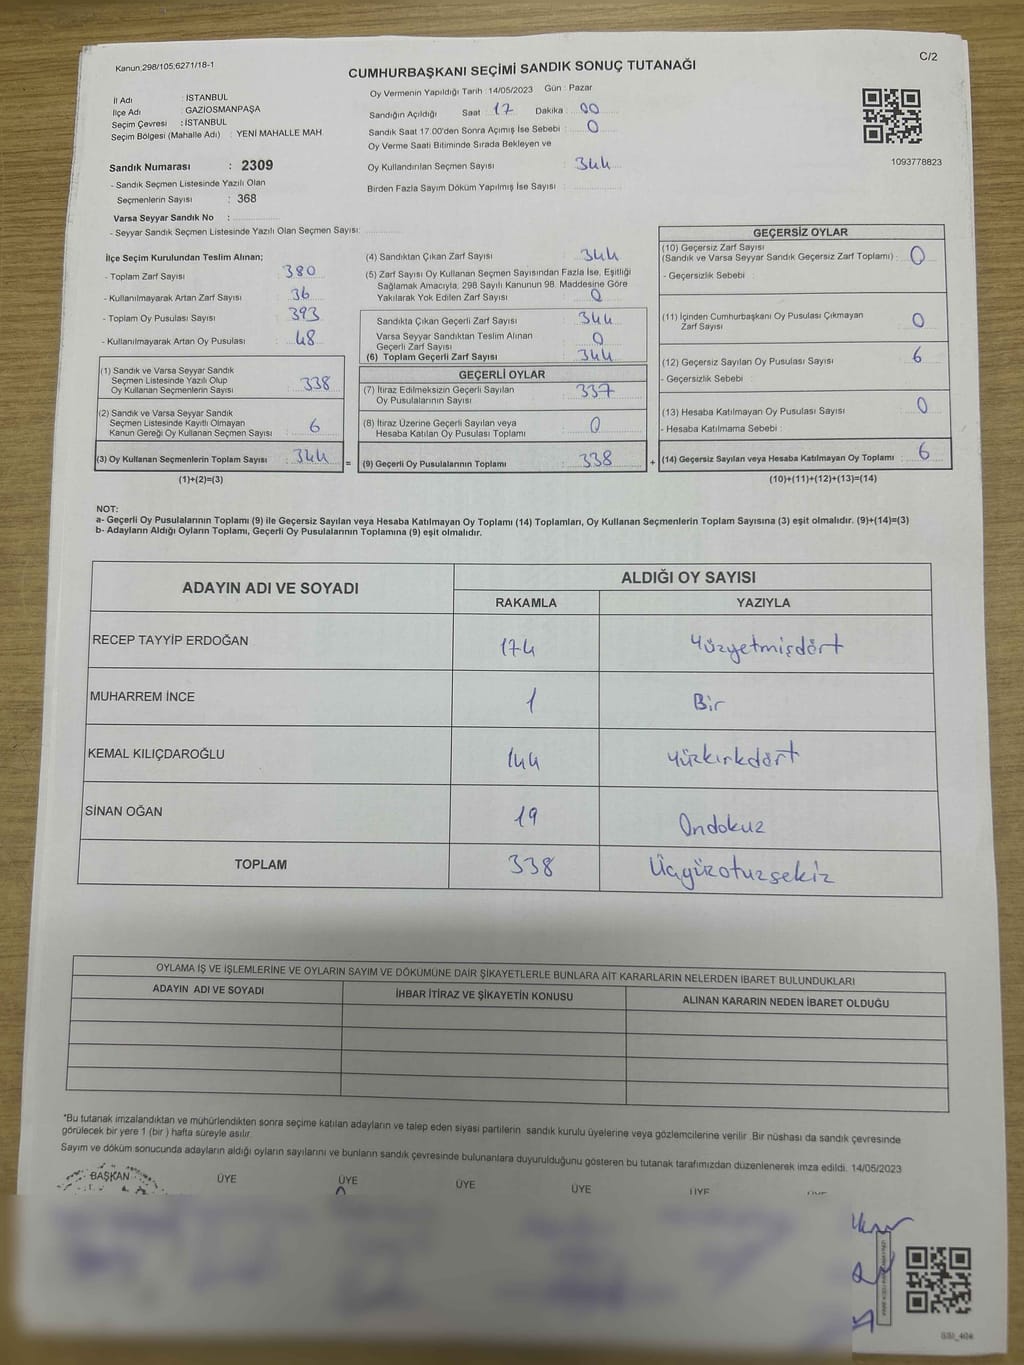 Kanun 298/105,6271/18-1
CUMHURBAŞKANI SEÇİMİ SANDIK SONUÇ TUTANAĞI
C/2
İl Adı : İSTANBUL
İlçe Adı : GAZİOSMANPAŞA
Seçim Çevresi : İSTANBUL
Seçim Bölgesi (Mahalle Adı) : YENİ MAHALLE MAH.
Sandık Numarası : 2309
- Sandık Seçmen Listesinde Yazılı Olan
Seçmenlerin Sayısı : 368
Varsa Seyyar Sandık No :
- Seyyar Sandık Seçmen Listesinde Yazılı Olan Seçmen Sayısı:
Oy Vermenin Yapıldığı Tarih : 14/05/2023 Gün : Pazar
Sandığın Açıldığı Saat : 17 Dakika : 00
Sandık Saat 17.00'den Sonra Açımış İse Sebebi : 0
Oy Verme Saati Bitiminde Sırada Bekleyen ve
Oy Kullandırılan Seçmen Sayısı : 344
Birden Fazla Sayım Döküm Yapılmış İse Sayısı :
1093778823
İlçe Seçim Kurulundan Teslim Alınan;
- Toplam Zarf Sayısı : 380
- Kullanılmayarak Artan Zarf Sayısı : 36
- Toplam Oy Pusulası Sayısı : 393
- Kullanılmayarak Artan Oy Pusulası : 48
(1) Sandık ve Varsa Seyyar Sandık
Seçmen Listesinde Yazılı Olup
Oy Kullanan Seçmenlerin Sayısı : 338
(2) Sandık ve Varsa Seyyar Sandık
Seçmen Listesinde Kayıtlı Olmayan
Kanun Gereği Oy Kullanan Seçmen Sayısı : 6
(3) Oy Kullanan Seçmenlerin Toplam Sayısı : 344 =
(1)+(2)=(3)
(4) Sandıktan Çıkan Zarf Sayısı : 344
(5) Zarf Sayısı Oy Kullanan Seçmen Sayısından Fazla İse, Eşitliği
Sağlamak Amacıyla, 298 Sayılı Kanunun 98. Maddesine Göre
Yakılarak Yok Edilen Zarf Sayısı : 0
Sandıkta Çıkan Geçerli Zarf Sayısı : 344
Varsa Seyyar Sandıktan Teslim Alınan
Geçerli Zarf Sayısı : 0
(6) Toplam Geçerli Zarf Sayısı : 344
GEÇERLİ OYLAR
(7) İtiraz Edilmeksizin Geçerli Sayılan
Oy Pusulalarının Sayısı : 337
(8) İtiraz Üzerine Geçerli Sayılan veya
Hesaba Katılan Oy Pusulası Toplamı : 0
(9) Geçerli Oy Pusulalarının Toplamı : 338 +
GEÇERSİZ OYLAR
(10) Geçersiz Zarf Sayısı
(Sandık ve Varsa Seyyar Sandık Geçersiz Zarf Toplamı) : 0
- Geçersizlik Sebebi :
(11) İçinden Cumhurbaşkanı Oy Pusulası Çıkmayan
Zarf Sayısı : 0
(12) Geçersiz Sayılan Oy Pusulası Sayısı : 6
- Geçersizlik Sebebi :
(13) Hesaba Katılmayan Oy Pusulası Sayısı : 0
- Hesaba Katılmama Sebebi :
(14) Geçersiz Sayılan veya Hesaba Katılmayan Oy Toplamı : 6
(10)+(11)+(12)+(13)=(14)
NOT:
a- Geçerli Oy Pusulalarının Toplamı (9) ile Geçersiz Sayılan veya Hesaba Katılmayan Oy Toplamı (14) Toplamları, Oy Kullanan Seçmenlerin Toplam Sayısına (3) eşit olmalıdır. (9)+(14)=(3)
b- Adayların Aldığı Oyların Toplamı, Geçerli Oy Pusulalarının Toplamına (9) eşit olmalıdır.
ADAYIN ADI VE SOYADI
ALDIĞI OY SAYISI
RAKAMLA YAZIYLA
RECEP TAYYİP ERDOĞAN 174 Yüzyetmişdört
MUHARREM İNCE 1 Bir
KEMAL KILIÇDAROĞLU 144 Yüzkırkdört
SİNAN OĞAN 19 Ondokuz
TOPLAM 338 Üçyüzotuzsekiz
OYLAMA İŞ VE İŞLEMLERİNE VE OYLARIN SAYIM VE DÖKÜMÜNE DAİR ŞİKAYETLERLE BUNLARA AİT KARARLARIN NELERDEN İBARET BULUNDUKLARI
ADAYIN ADI VE SOYADI İHBAR İTİRAZ VE ŞİKAYETİN KONUSU ALINAN KARARIN NEDEN İBARET OLDUĞU
*Bu tutanak imzalandıktan ve mühürlendikten sonra seçime katılan adayların ve talep eden siyasi partilerin sandık kurulu üyelerine veya gözlemcilerine verilir. Bir nüshası da sandık çevresinde
görülecek bir yere 1 (bir) hafta süreyle asılır.
Sayım ve döküm sonucunda adayların aldığı oyların sayılarını ve bunların sandık çevresinde bulunanlara duyurulduğunu gösteren bu tutanak tarafımızdan düzenlenerek imza edildi. 14/05/2023
BAŞKAN ÜYE ÜYE ÜYE ÜYE ÜYE ÜYE